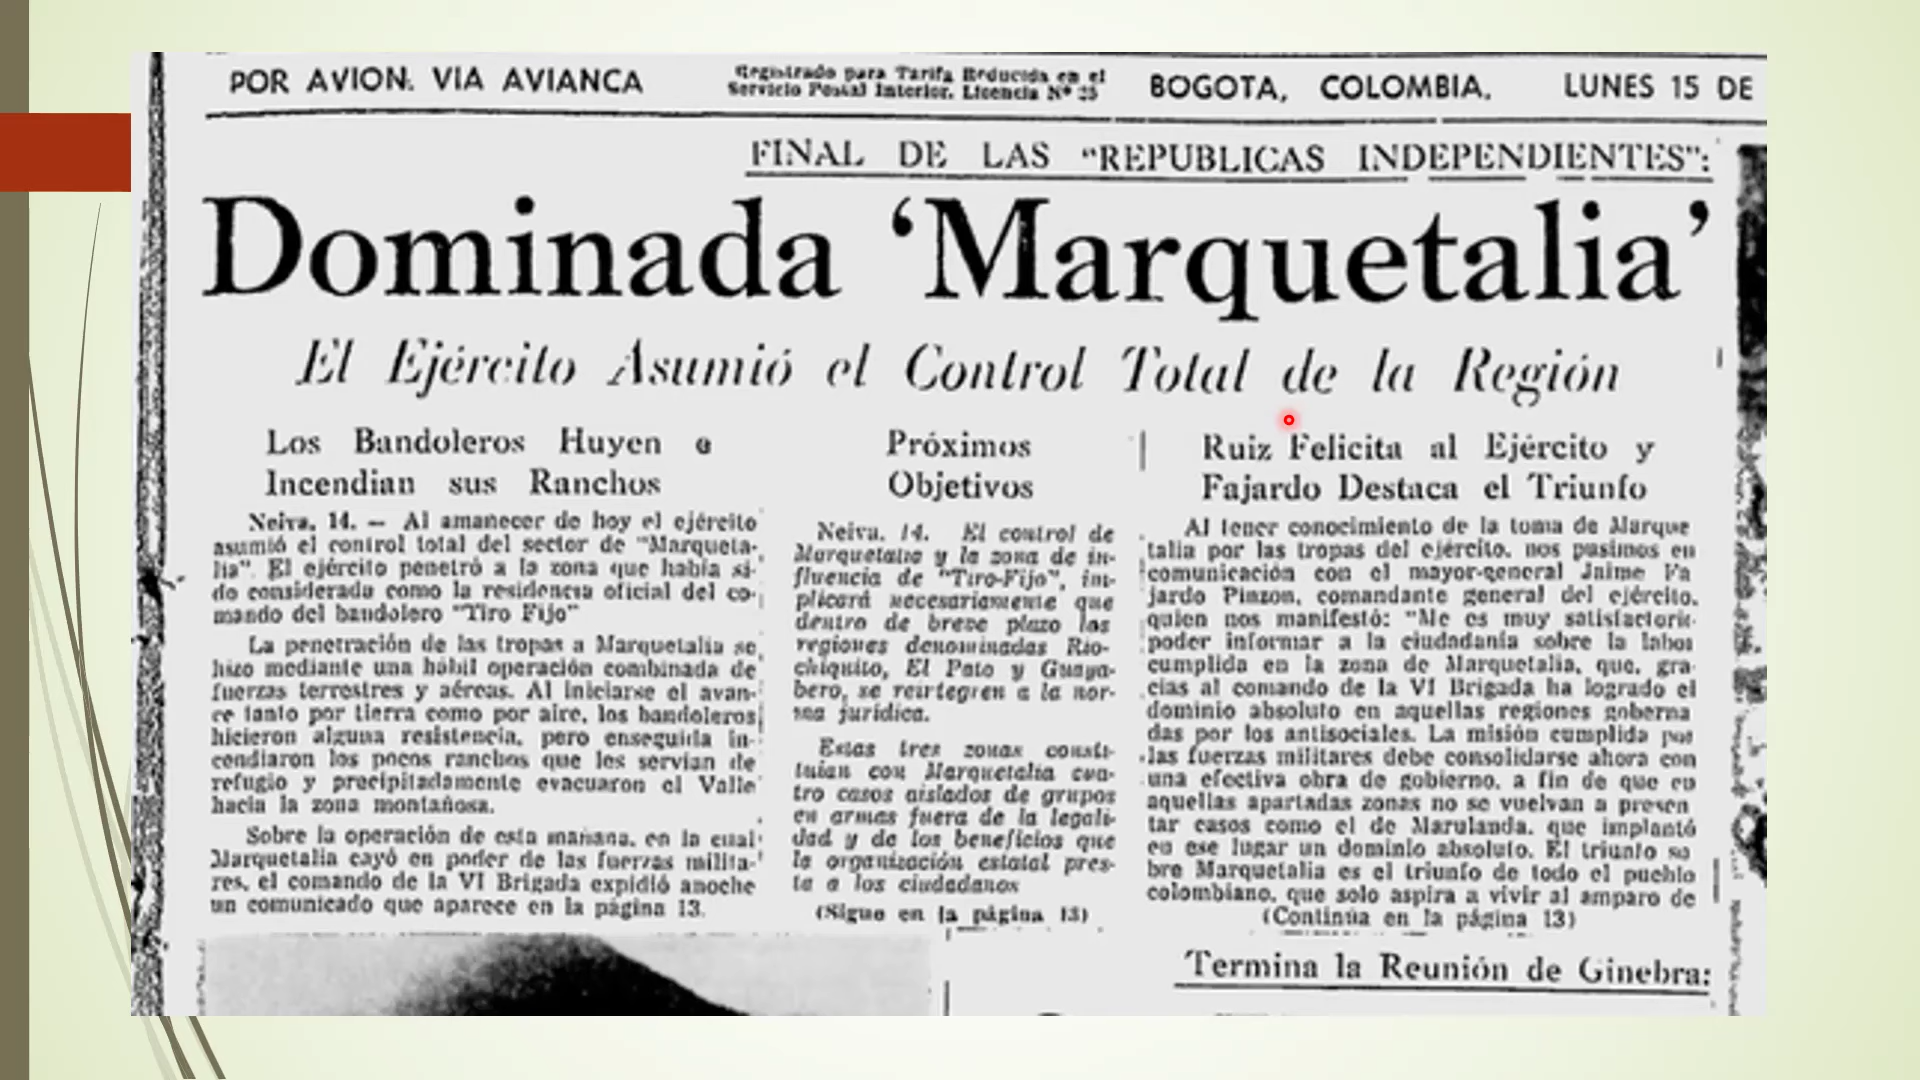 POR AVION. VIA AVIANCA
Registrado para Tarifa Reducida en el
Servicio Postal Interior. Licencia Nº 25
BOGOTA, COLOMBIA.
LUNES 15 DE
FINAL DE LAS "REPUBLICAS INDEPENDIENTES":
Dominada 'Marquetalia'
El Ejército Asumió el Control Total de la Región
Los Bandoleros Huyen e
Incendian sus Ranchos
Neiva, 14. — Al amanecer de hoy el ejército
asumió el control total del sector de "Marqueta-
lia". El ejército penetró a la zona que había si-
do considerada como la residencia oficial del co-
mando del bandolero "Tiro Fijo"
La penetración de las tropas a Marquetalia se
hizo mediante una hábil operación combinada de
fuerzas terrestres y aéreas. Al iniciarse el avan-
ce tanto por tierra como por aire, los bandoleros
hicieron alguna resistencia, pero enseguida in-
cendiaron los pocos ranchos que les servían de
refugio y precipitadamente evacuaron el Valle
hacia la zona montañosa.
Sobre la operación de esta mañana, en la cual
Marquetalia cayó en poder de las fuerzas milita-
res, el comando de la VI Brigada expidió anoche
un comunicado que aparece en la página 13.
Próximos
Objetivos
Neiva, 14. El control de
Marquetalia y la zona de in-
fluencia de "Tiro-Fijo", im-
plicará necesariamente que
dentro de breve plazo las
regiones denominadas Rio-
chiquito, El Pato y Guaya-
bero, se reintegren a la nor-
ma jurídica.
Estas tres zonas consti-
tuían con Marquetalia cua-
tro casos aislados de grupos
en armas fuera de la legali-
dad y de los beneficios que
la organización estatal pres-
ta a los ciudadanos
(Sigue en la página 13)
Ruiz Felicita al Ejército y
Fajardo Destaca el Triunfo
Al tener conocimiento de la toma de Marque
talia por las tropas del ejército, nos pusimos en
comunicación con el mayor-general Jaime Fa
jardo Pinzon, comandante general del ejército,
quien nos manifestó: "Me es muy satisfactorio
poder informar a la ciudadanía sobre la labor
cumplida en la zona de Marquetalia, que, gra-
cias al comando de la VI Brigada ha logrado el
dominio absoluto en aquellas regiones goberna
das por los antisociales. La misión cumplida por
las fuerzas militares debe consolidarse ahora con
una efectiva obra de gobierno, a fin de que en
aquellas apartadas zonas no se vuelvan a presen
tar casos como el de Marulanda, que implantó
en ese lugar un dominio absoluto. El triunfo so
bre Marquetalia es el triunfo de todo el pueblo
colombiano, que solo aspira a vivir al amparo de
(Continúa en la página 13)
Termina la Reunión de Ginebra: